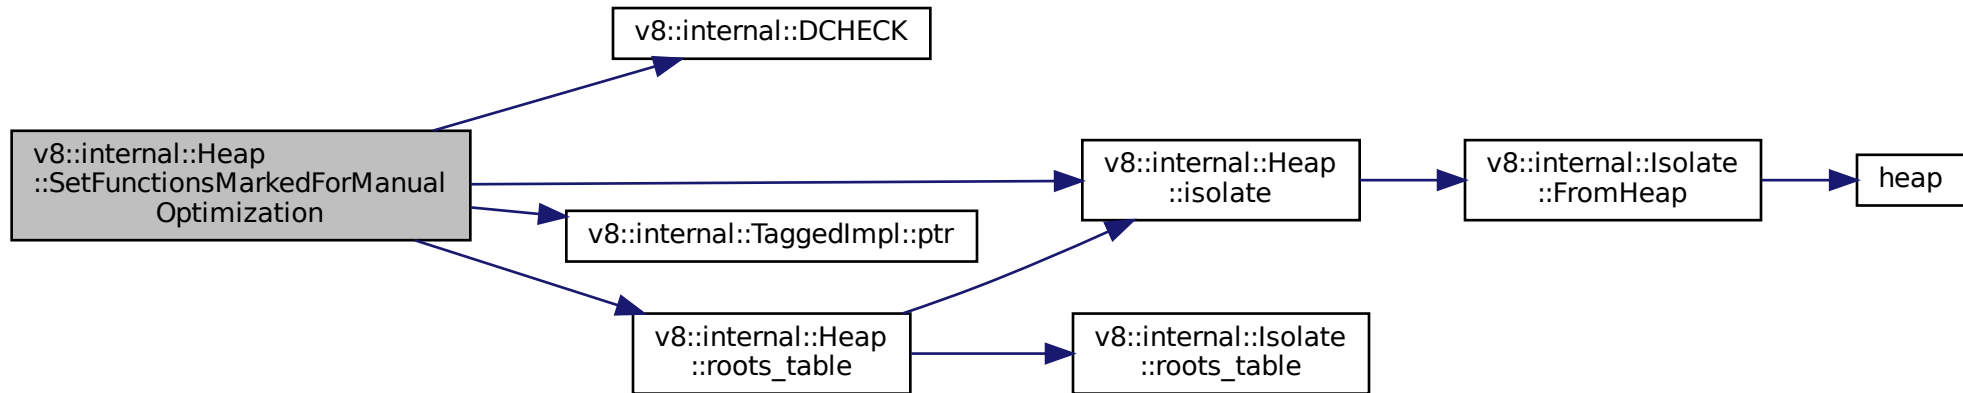 v8::internal::DCHECK
v8::internal::Heap
::SetFunctionsMarkedForManual
Optimization
v8::internal::Heap
::isolate
v8::internal::Isolate
::FromHeap
heap
v8::internal::TaggedImpl::ptr
v8::internal::Heap
::roots_table
v8::internal::Isolate
::roots_table